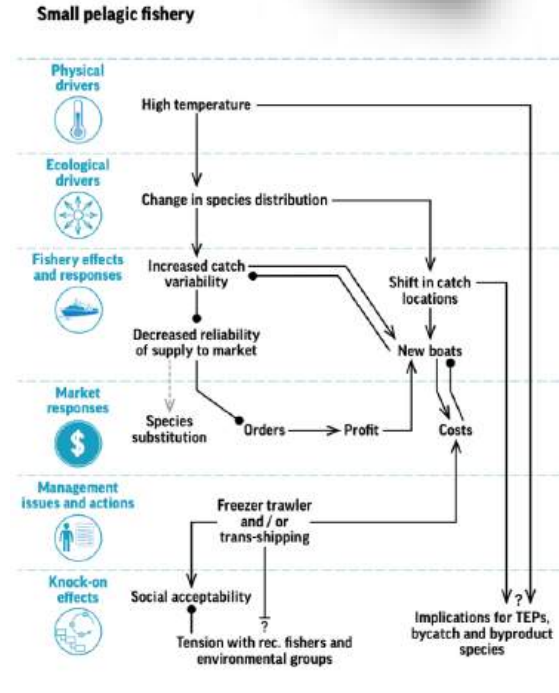 Small pelagic fishery
Physical
drivers
High temperature
Ecological
drivers
Change in species distribution
Fishery effects
and responses
Increased catch
variability
Shift in catch
locations
Decreased reliability
of supply to market
New boats
Market
responses
$
Species
substitution
Orders
Profit
Costs
Management
issues and actions
Freezer trawler
and / or
trans-shipping
Knock-on
effects
Social acceptability
?
Tension with rec. fishers and
environmental groups
?
Implications for TEPs,
bycatch and byproduct
species